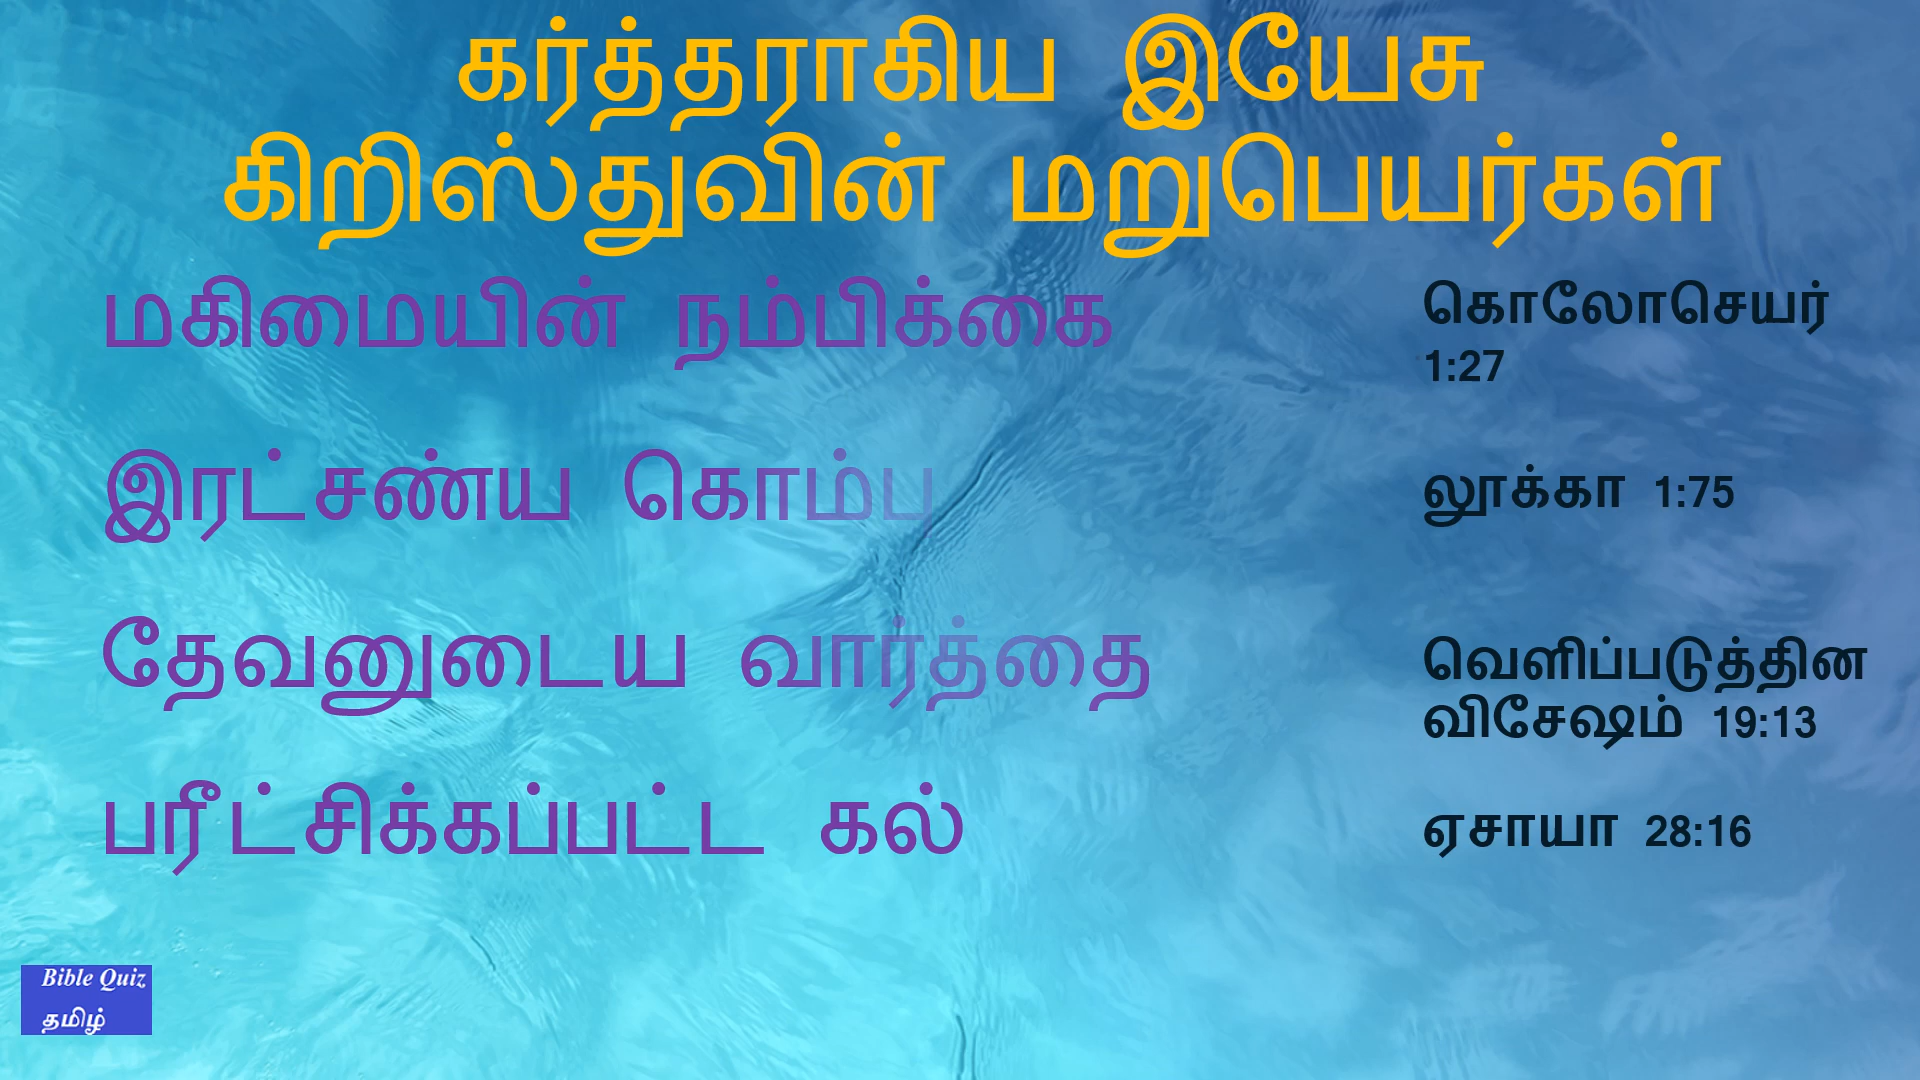 கர்த்தராகிய இயேசு
கிறிஸ்துவின் மறுபெயர்கள்
மகிமையின் நம்பிக்கை
கொலோசெயர்
1:27
இரட்சண்ய கொம்பு
லூக்கா 1:75
தேவனுடைய வார்த்தை
வெளிப்படுத்தின
விசேஷம் 19:13
பரீட்சிக்கப்பட்ட கல்
ஏசாயா 28:16
Bible Quiz
தமிழ்